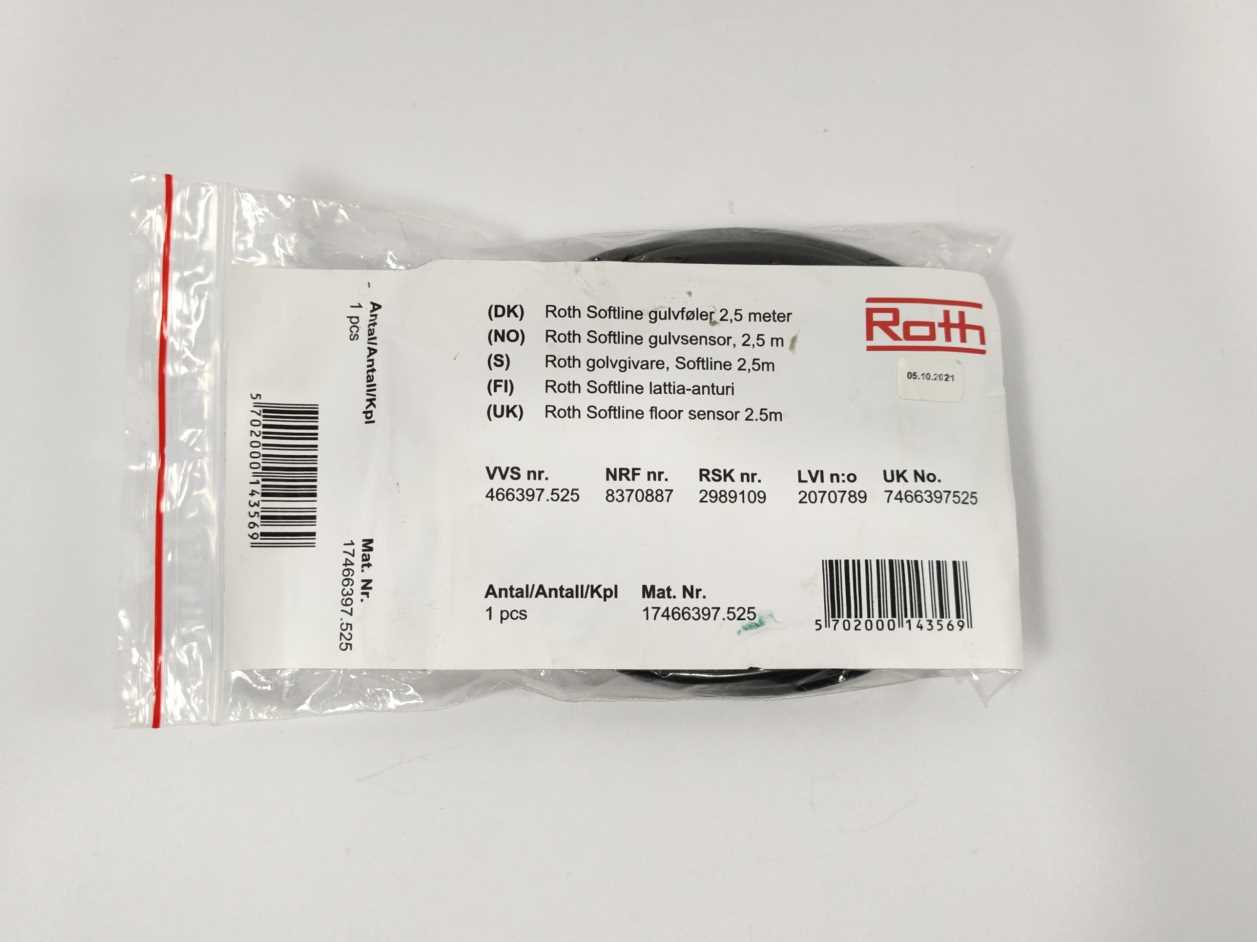 (DK) Roth Softline gulvføler 2,5 meter
(NO) Roth Softline gulvsensor, 2,5 m
(S) Roth golvgivare, Softline 2,5m
(FI) Roth Softline lattia-anturi
(UK) Roth Softline floor sensor 2.5m
Roth
05.10.2021
VVS nr. NRF nr. RSK nr. LVI n:o UK No.
466397.525 8370887 2989109 2070789 7466397525
Antal/Antall/Kpl Mat. Nr.
1 pcs 17466397.525
5 702000 143569
- Antal/Antall/Kpl
1 pcs
Mat. Nr.
17466397.525
5 702000 143569